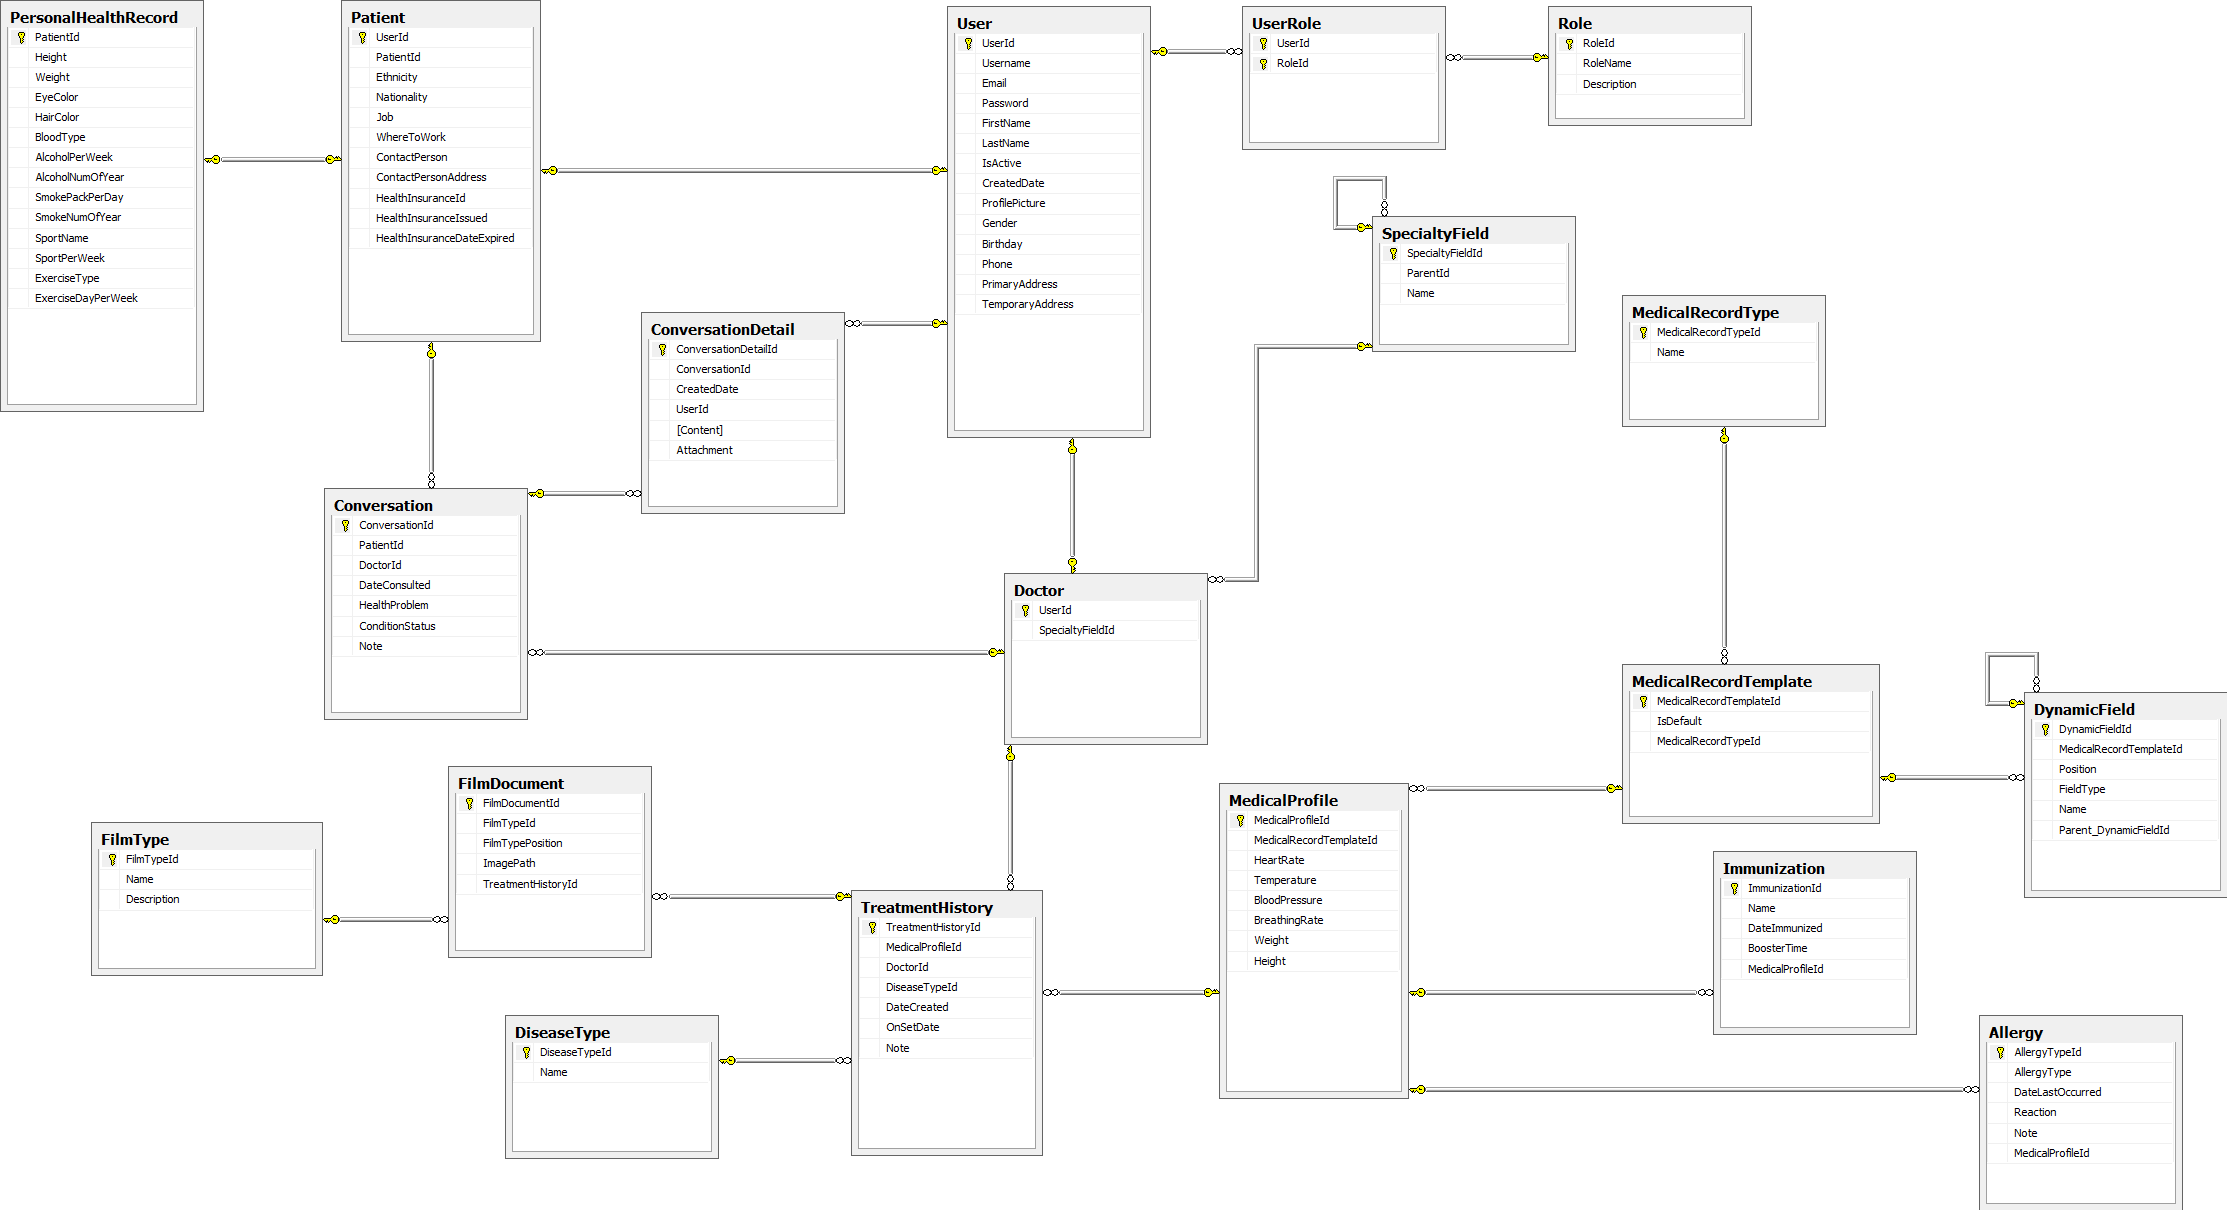 PersonalHealthRecord
PatientId
Height
Weight
EyeColor
HairColor
BloodType
AlcoholPerWeek
AlcoholNumOfYear
SmokePackPerDay
SmokeNumOfYear
SportName
SportPerWeek
ExerciseType
ExerciseDayPerWeek
Patient
UserId
PatientId
Ethnicity
Nationality
Job
WhereToWork
ContactPerson
ContactPersonAddress
HealthInsuranceId
HealthInsuranceIssued
HealthInsuranceDateExpired
User
UserId
Username
Email
Password
FirstName
LastName
IsActive
CreatedDate
ProfilePicture
Gender
Birthday
Phone
PrimaryAddress
TemporaryAddress
UserRole
UserId
RoleId
Role
RoleId
RoleName
Description
SpecialtyField
SpecialtyFieldId
ParentId
Name
MedicalRecordType
MedicalRecordTypeId
Name
ConversationDetail
ConversationDetailId
ConversationId
CreatedDate
UserId
[Content]
Attachment
Conversation
ConversationId
PatientId
DoctorId
DateConsulted
HealthProblem
ConditionStatus
Note
Doctor
UserId
SpecialtyFieldId
MedicalRecordTemplate
MedicalRecordTemplateId
IsDefault
MedicalRecordTypeId
DynamicField
DynamicFieldId
MedicalRecordTemplateId
Position
FieldType
Name
Parent_DynamicFieldId
FilmDocument
FilmDocumentId
FilmTypeId
FilmTypePosition
ImagePath
TreatmentHistoryId
FilmType
FilmTypeId
Name
Description
MedicalProfile
MedicalProfileId
MedicalRecordTemplateId
HeartRate
Temperature
BloodPressure
BreathingRate
Weight
Height
Immunization
ImmunizationId
Name
DateImmunized
BoosterTime
MedicalProfileId
TreatmentHistory
TreatmentHistoryId
MedicalProfileId
DoctorId
DiseaseTypeId
DateCreated
OnSetDate
Note
DiseaseType
DiseaseTypeId
Name
Allergy
AllergyTypeId
AllergyType
DateLastOccurred
Reaction
Note
MedicalProfileId